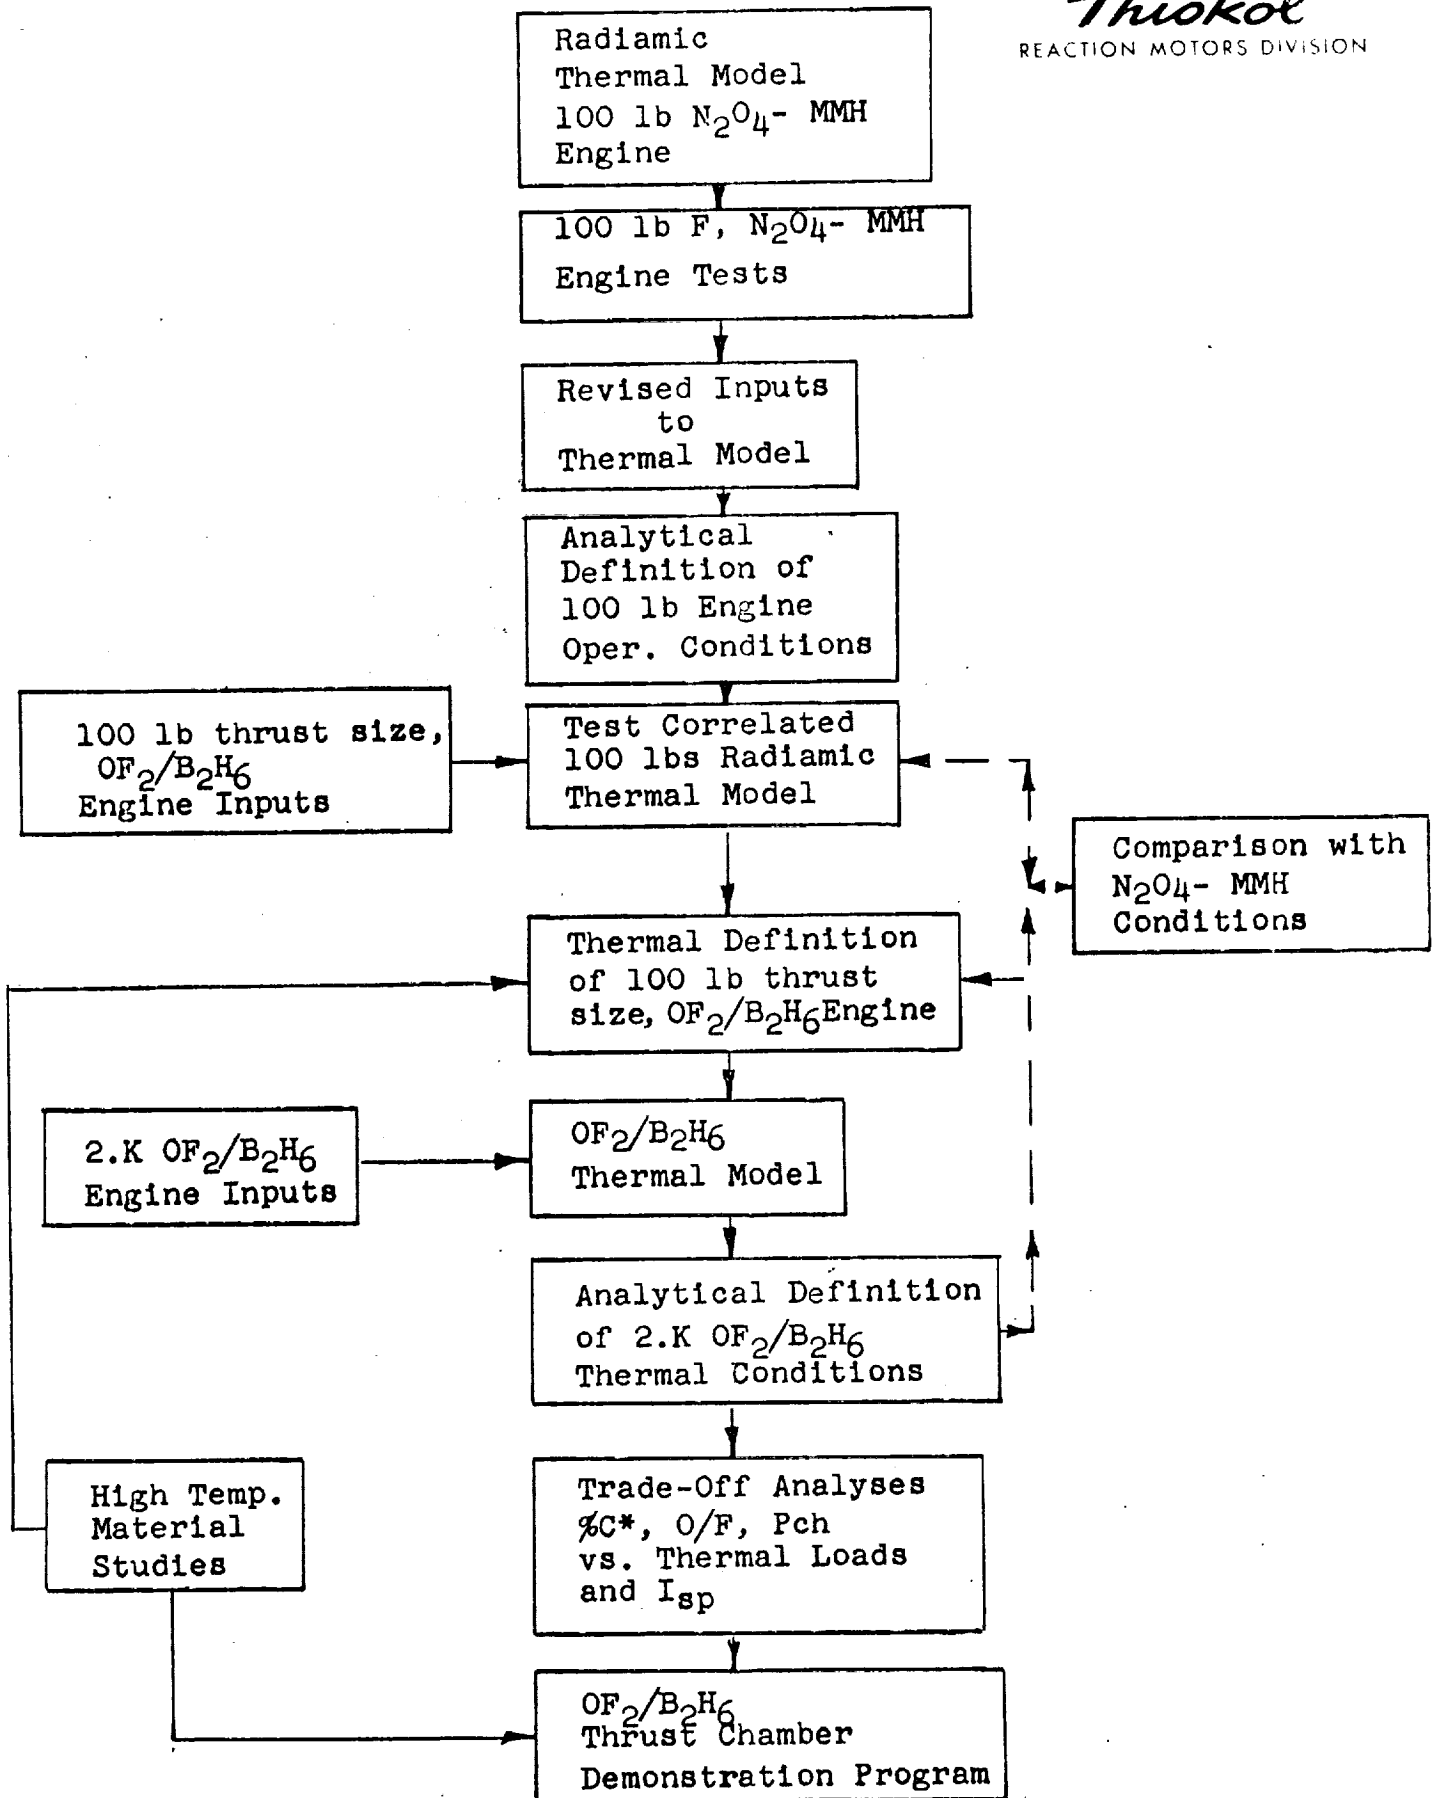 Thiokol
REACTION MOTORS DIVISION
Radiamic
Thermal Model
100 lb N₂O₄- MMH
Engine
100 lb F, N₂O₄- MMH
Engine Tests
Revised Inputs
to
Thermal Model
Analytical
Definition of
100 lb Engine
Oper. Conditions
100 lb thrust size,
OF₂/B₂H₆
Engine Inputs
Test Correlated
100 lbs Radiamic
Thermal Model
Comparison with
N₂O₄- MMH
Conditions
Thermal Definition
of 100 lb thrust
size, OF₂/B₂H₆ Engine
2.K OF₂/B₂H₆
Engine Inputs
OF₂/B₂H₆
Thermal Model
Analytical Definition
of 2.K OF₂/B₂H₆
Thermal Conditions
High Temp.
Material
Studies
Trade-Off Analyses
%C*, O/F, Pch
vs. Thermal Loads
and Isp
OF₂/B₂H₆
Thrust Chamber
Demonstration Program